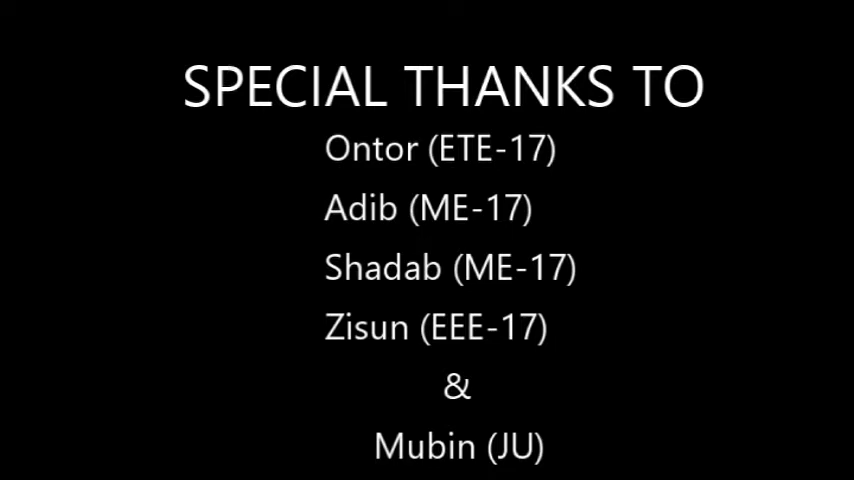 SPECIAL THANKS TO
Ontor (ETE-17)
Adib (ME-17)
Shadab (ME-17)
Zisun (EEE-17)
&
Mubin (JU)